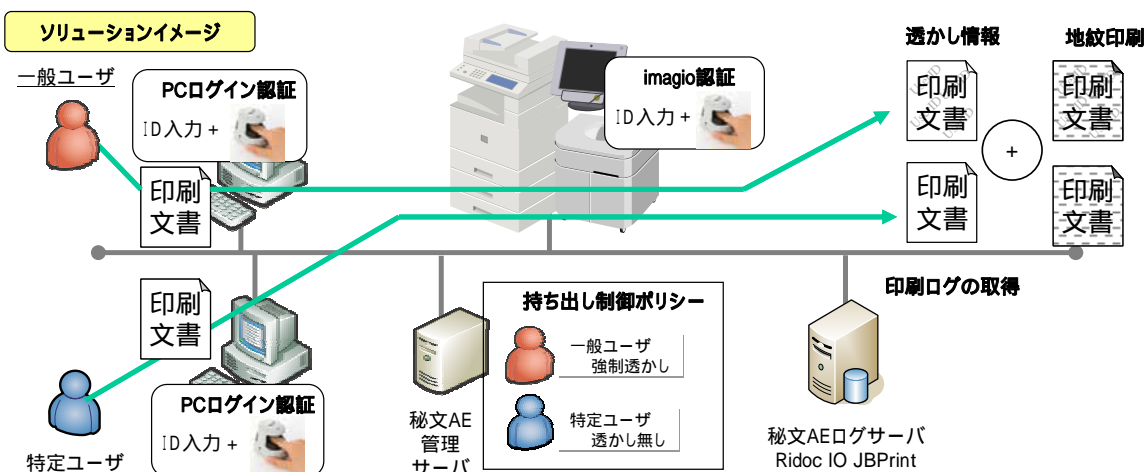 ソリューションイメージ
一般ユーザ
PCログイン認証
ID入力 +
印刷
文書
imagio認証
ID入力 +
透かし情報
地紋印刷
印刷
文書
印刷
文書
+
印刷
文書
印刷
文書
印刷
文書
PCログイン認証
ID入力 +
特定ユーザ
秘文AE
管理
サーバ
持ち出し制御ポリシー
一般ユーザ
強制透かし
特定ユーザ
透かし無し
印刷ログの取得
秘文AEログサーバ
Ridoc IO JBPrint